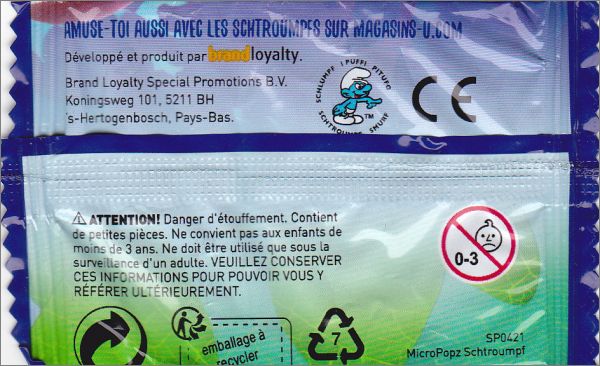 AMUSE-TOI AUSSI AVEC LES SCHTROUMPFS SUR MAGASINS-U.COM
Développé et produit par brandloyalty.
Brand Loyalty Special Promotions B.V.
Koningsweg 101, 5211 BH
's-Hertogenbosch, Pays-Bas.
SCHLUMPF I PUFFI PITUFO
SCHTROUMPF SMURF
TM
CE
⚠ ATTENTION! Danger d'étouffement. Contient
de petites pièces. Ne convient pas aux enfants de
moins de 3 ans. Ne doit être utilisé que sous la
surveillance d'un adulte. VEUILLEZ CONSERVER
CES INFORMATIONS POUR POUVOIR VOUS Y
RÉFÉRER ULTÉRIEUREMENT.
0-3
emballage à
recycler
7
SP0421
MicroPopz Schtroumpf